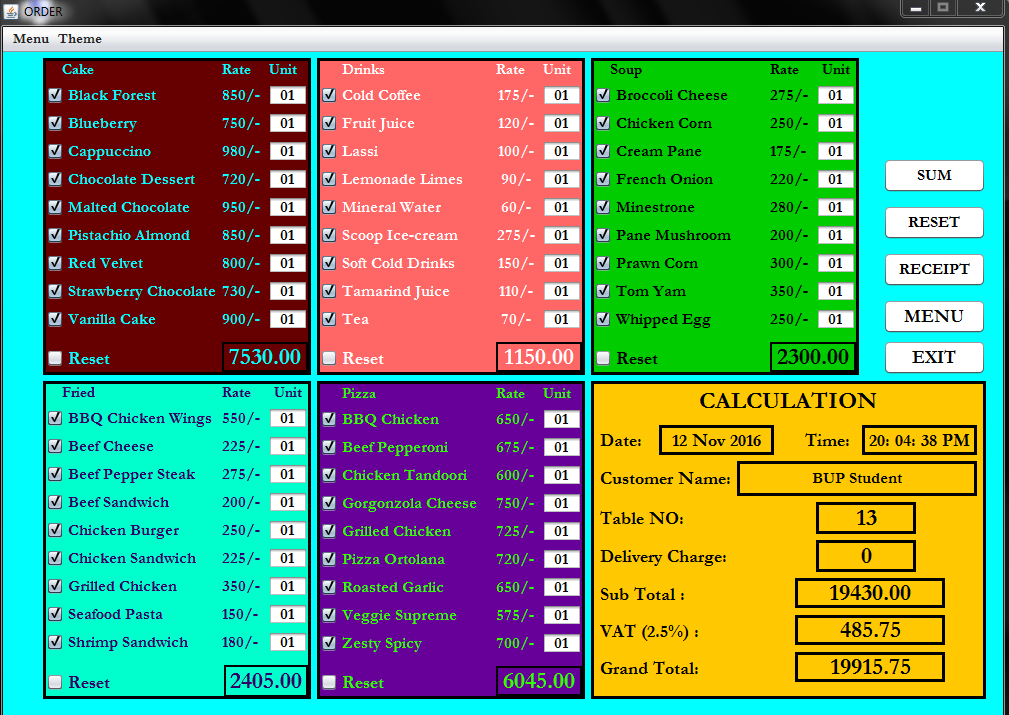 ORDER
Menu Theme
Cake Rate Unit
Black Forest 850/- 01
Blueberry 750/- 01
Cappuccino 980/- 01
Chocolate Dessert 720/- 01
Malted Chocolate 950/- 01
Pistachio Almond 850/- 01
Red Velvet 800/- 01
Strawberry Chocolate 730/- 01
Vanilla Cake 900/- 01
Reset 7530.00
Drinks Rate Unit
Cold Coffee 175/- 01
Fruit Juice 120/- 01
Lassi 100/- 01
Lemonade Limes 90/- 01
Mineral Water 60/- 01
Scoop Ice-cream 275/- 01
Soft Cold Drinks 150/- 01
Tamarind Juice 110/- 01
Tea 70/- 01
Reset 1150.00
Soup Rate Unit
Broccoli Cheese 275/- 01
Chicken Corn 250/- 01
Cream Pane 175/- 01
French Onion 220/- 01
Minestrone 280/- 01
Pane Mushroom 200/- 01
Prawn Corn 300/- 01
Tom Yam 350/- 01
Whipped Egg 250/- 01
Reset 2300.00
SUM
RESET
RECEIPT
MENU
EXIT
Fried Rate Unit
BBQ Chicken Wings 550/- 01
Beef Cheese 225/- 01
Beef Pepper Steak 275/- 01
Beef Sandwich 200/- 01
Chicken Burger 250/- 01
Chicken Sandwich 225/- 01
Grilled Chicken 350/- 01
Seafood Pasta 150/- 01
Shrimp Sandwich 180/- 01
Reset 2405.00
Pizza Rate Unit
BBQ Chicken 650/- 01
Beef Pepperoni 675/- 01
Chicken Tandoori 600/- 01
Gorgonzola Cheese 750/- 01
Grilled Chicken 725/- 01
Pizza Ortolana 720/- 01
Roasted Garlic 650/- 01
Veggie Supreme 575/- 01
Zesty Spicy 700/- 01
Reset 6045.00
CALCULATION
Date: 12 Nov 2016 Time: 20: 04: 38 PM
Customer Name: BUP Student
Table NO: 13
Delivery Charge: 0
Sub Total : 19430.00
VAT (2.5%) : 485.75
Grand Total: 19915.75